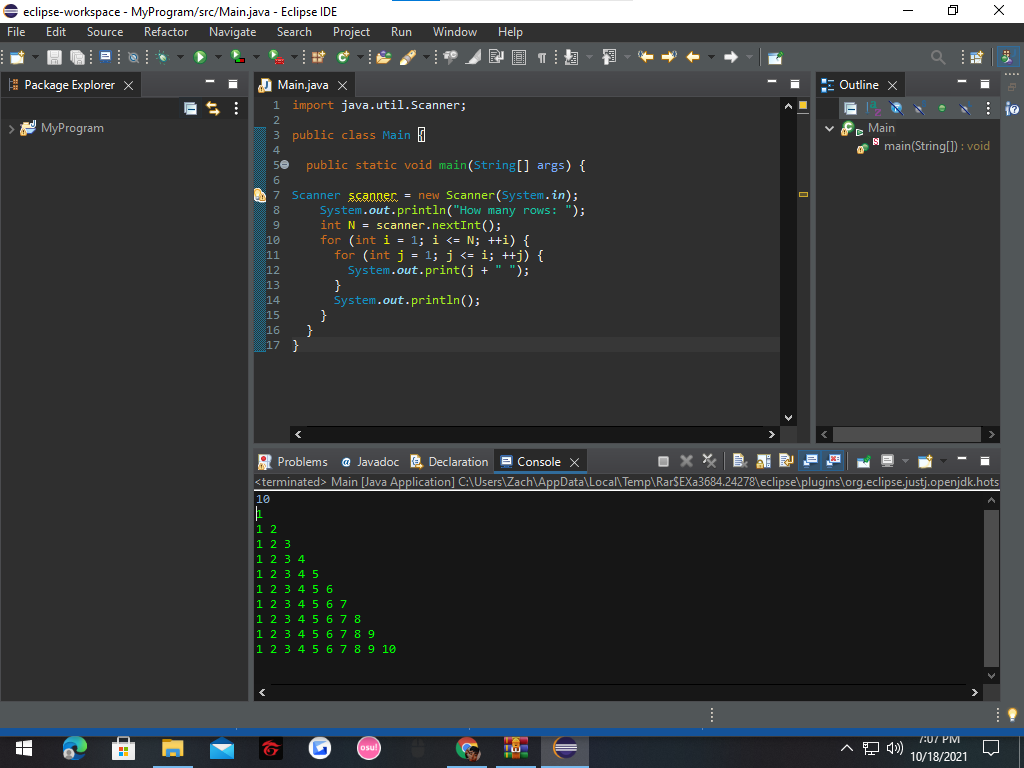 eclipse-workspace - MyProgram/src/Main.java - Eclipse IDE
File Edit Source Refactor Navigate Search Project Run Window Help
Package Explorer
MyProgram
Main.java
1 import java.util.Scanner;
2
3 public class Main {
4
5 public static void main(String[] args) {
6
7 Scanner scanner = new Scanner(System.in);
8 System.out.println("How many rows: ");
9 int N = scanner.nextInt();
10 for (int i = 1; i <= N; ++i) {
11 for (int j = 1; j <= i; ++j) {
12 System.out.print(j + " ");
13 }
14 System.out.println();
15 }
16 }
17 }
Outline
Main
main(String[]) : void
Problems @ Javadoc Declaration Console
<terminated> Main [Java Application] C:\Users\Zach\AppData\Local\Temp\Rar$EXa3684.24278\eclipse\plugins\org.eclipse.justj.openjdk.hots
10
1
1 2
1 2 3
1 2 3 4
1 2 3 4 5
1 2 3 4 5 6
1 2 3 4 5 6 7
1 2 3 4 5 6 7 8
1 2 3 4 5 6 7 8 9
1 2 3 4 5 6 7 8 9 10
osu!
7:07 PM
10/18/2021